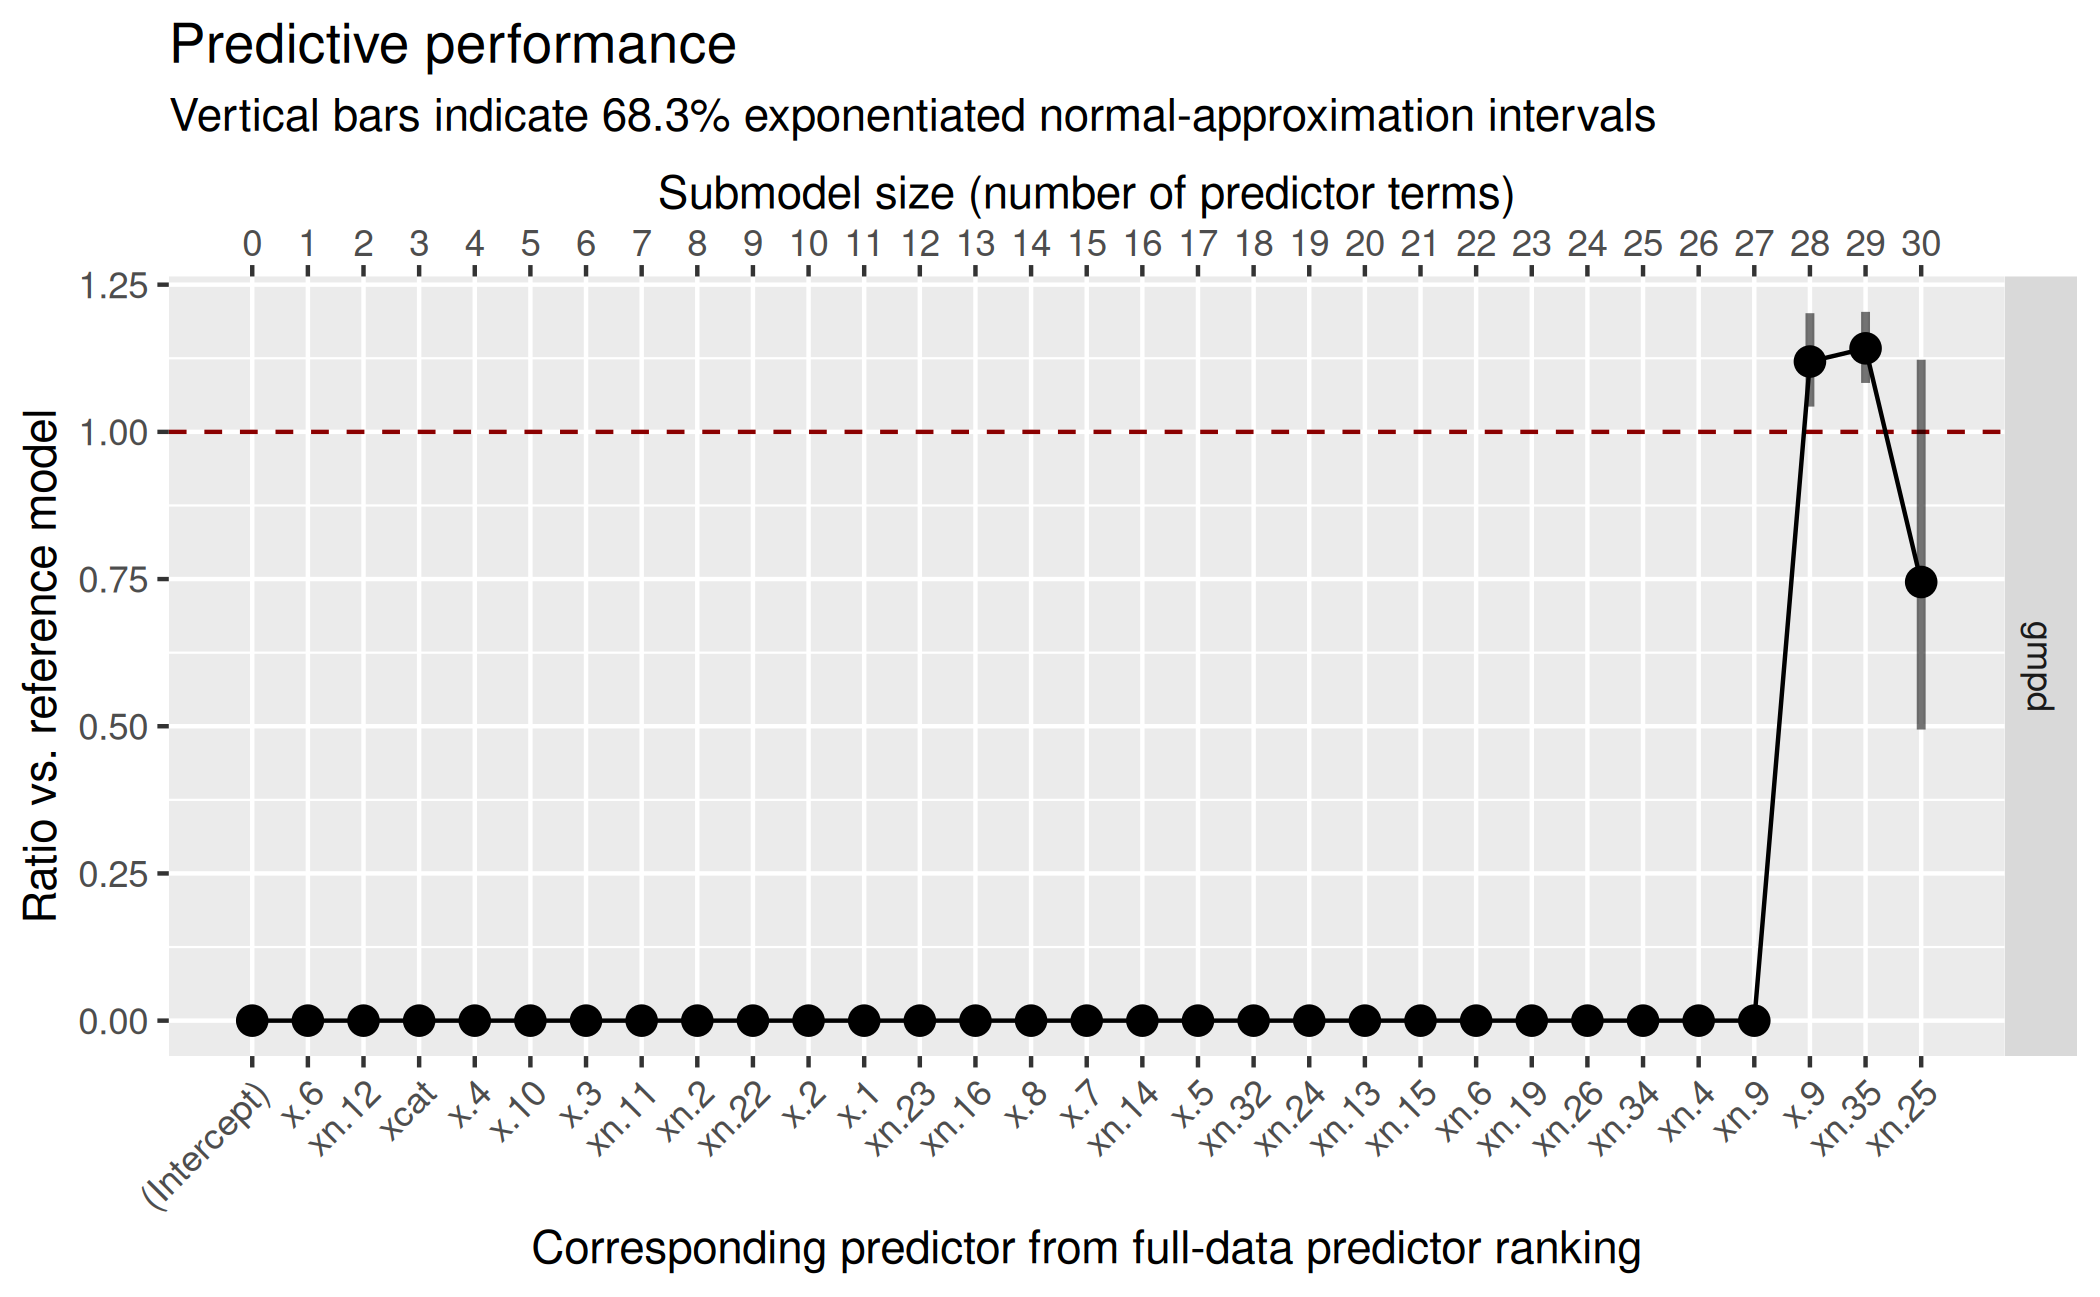 Predictive performance
Vertical bars indicate 68.3% exponentiated normal-approximation intervals
Submodel size (number of predictor terms)
0 1 2 3 4 5 6 7 8 9 10 11 12 13 14 15 16 17 18 19 20 21 22 23 24 25 26 27 28 29 30
Ratio vs. reference model
1.25
1.00
0.75
0.50
0.25
0.00
gmpd
(Intercept) x.6 xn.12 xcat x.4 x.10 x.3 xn.11 xn.2 xn.22 x.2 x.1 xn.23 xn.16 x.8 x.7 xn.14 x.5 xn.32 xn.24 xn.13 xn.15 xn.6 xn.19 xn.26 xn.34 xn.4 xn.9 x.9 xn.35 xn.25
Corresponding predictor from full-data predictor ranking